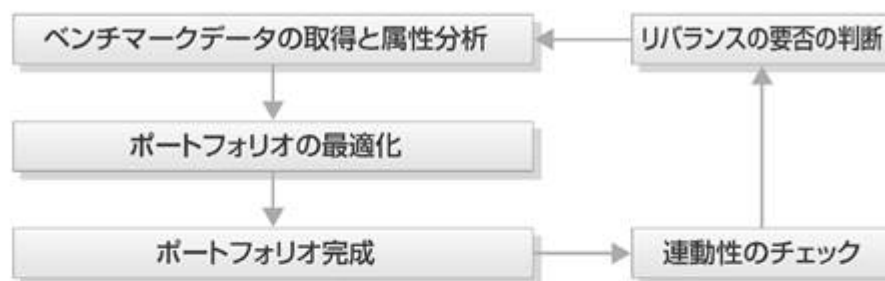 ベンチマークデータの取得と属性分析
リバランスの要否の判断
ポートフォリオの最適化
ポートフォリオ完成
連動性のチェック